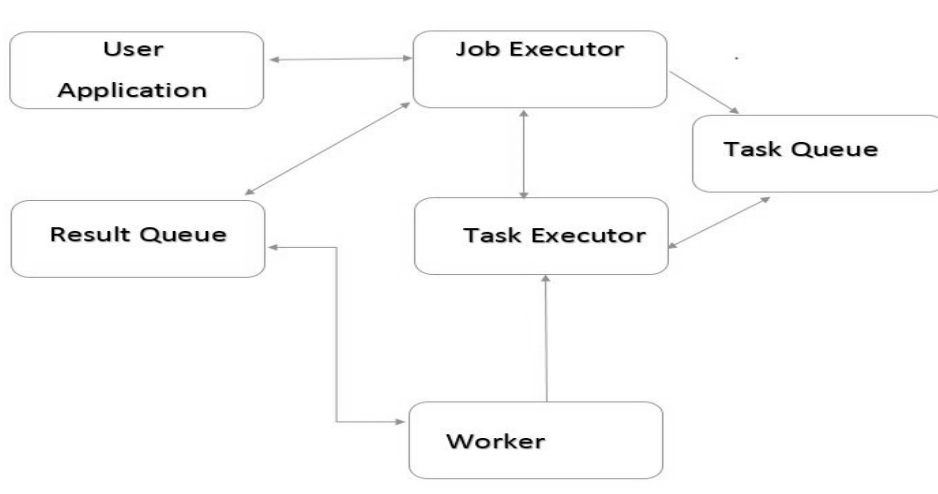 User
Application
Job Executor
Task Queue
Result Queue
Task Executor
Worker